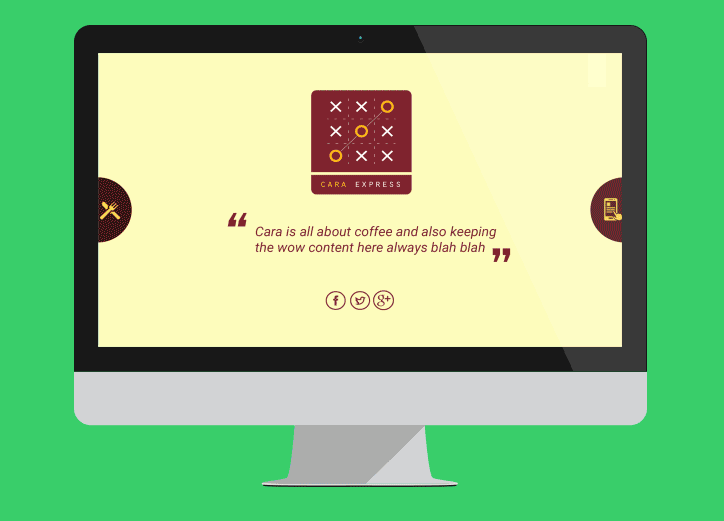 CARA EXPRESS
“ Cara is all about coffee and also keeping
the wow content here always blah blah ”